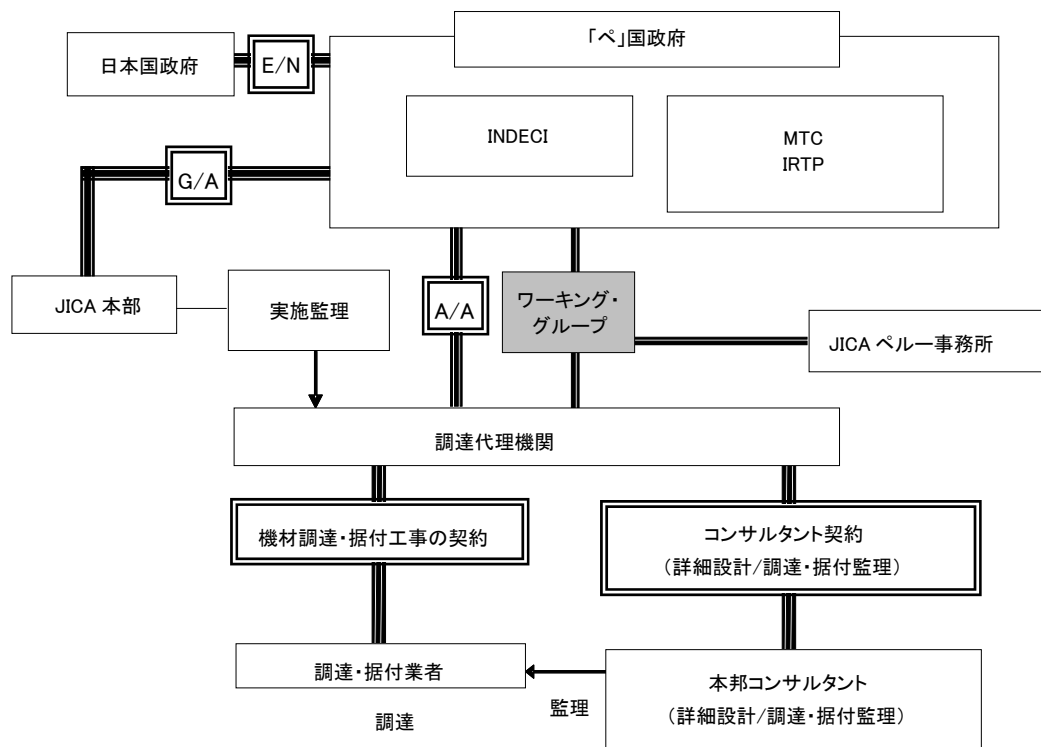 「ペ」国政府
日本国政府
E/N
INDECI
MTC
IRTP
G/A
JICA 本部
実施監理
A/A
ワーキング・
グループ
JICA ペルー事務所
調達代理機関
機材調達・据付工事の契約
コンサルタント契約
（詳細設計/調達・据付監理）
調達・据付業者
調達
監理
本邦コンサルタント
（詳細設計/調達・据付監理）